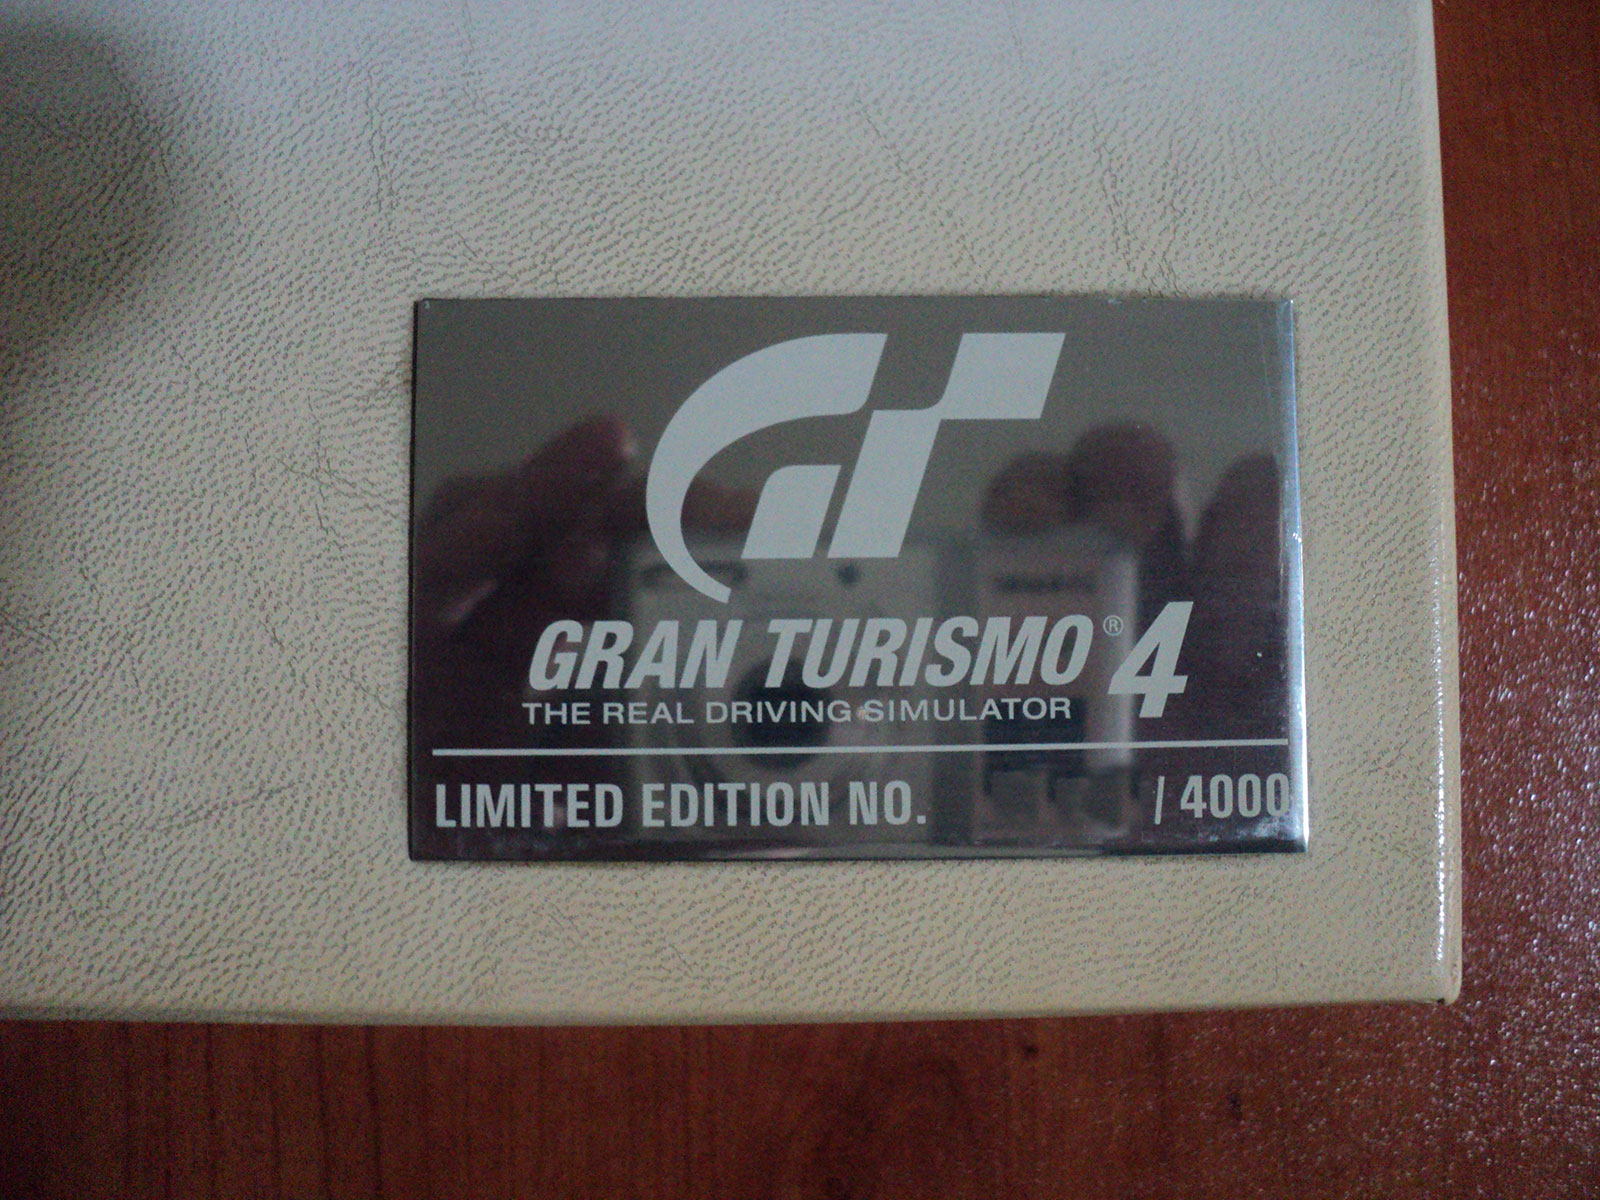 GT
GRAN TURISMO® 4
THE REAL DRIVING SIMULATOR
LIMITED EDITION NO. / 4000